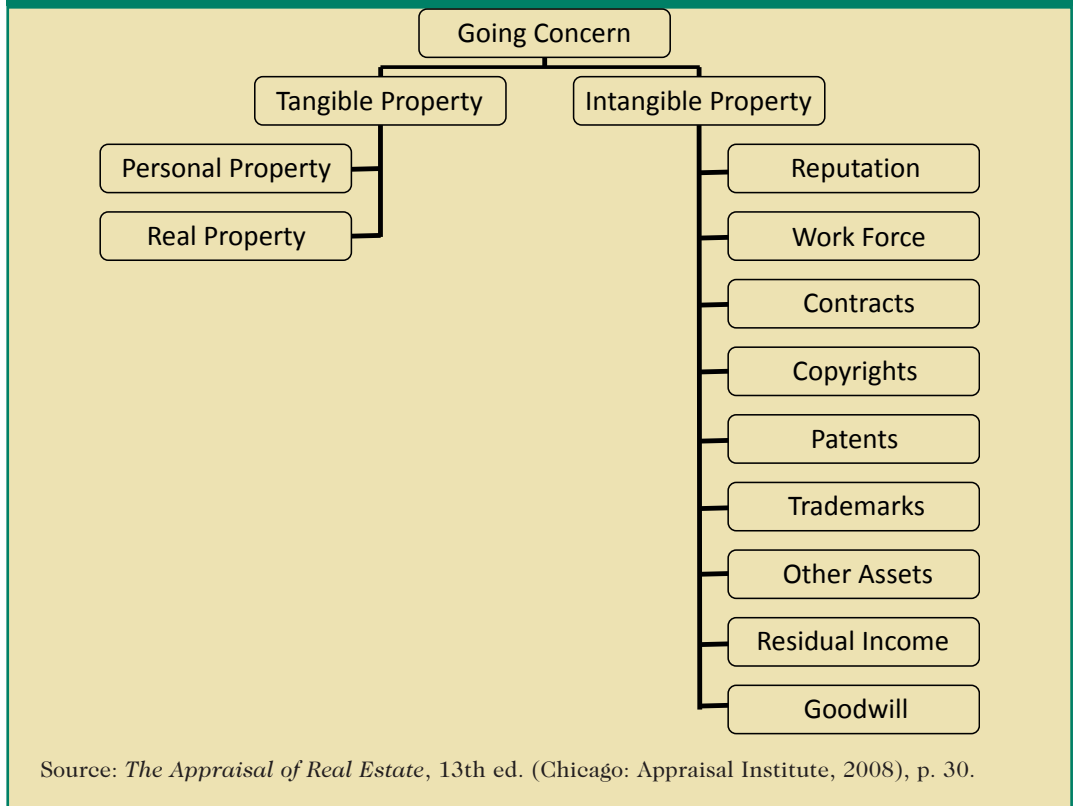 Going Concern
Tangible Property
Intangible Property
Personal Property
Real Property
Reputation
Work Force
Contracts
Copyrights
Patents
Trademarks
Other Assets
Residual Income
Goodwill
Source: The Appraisal of Real Estate, 13th ed. (Chicago: Appraisal Institute, 2008), p. 30.